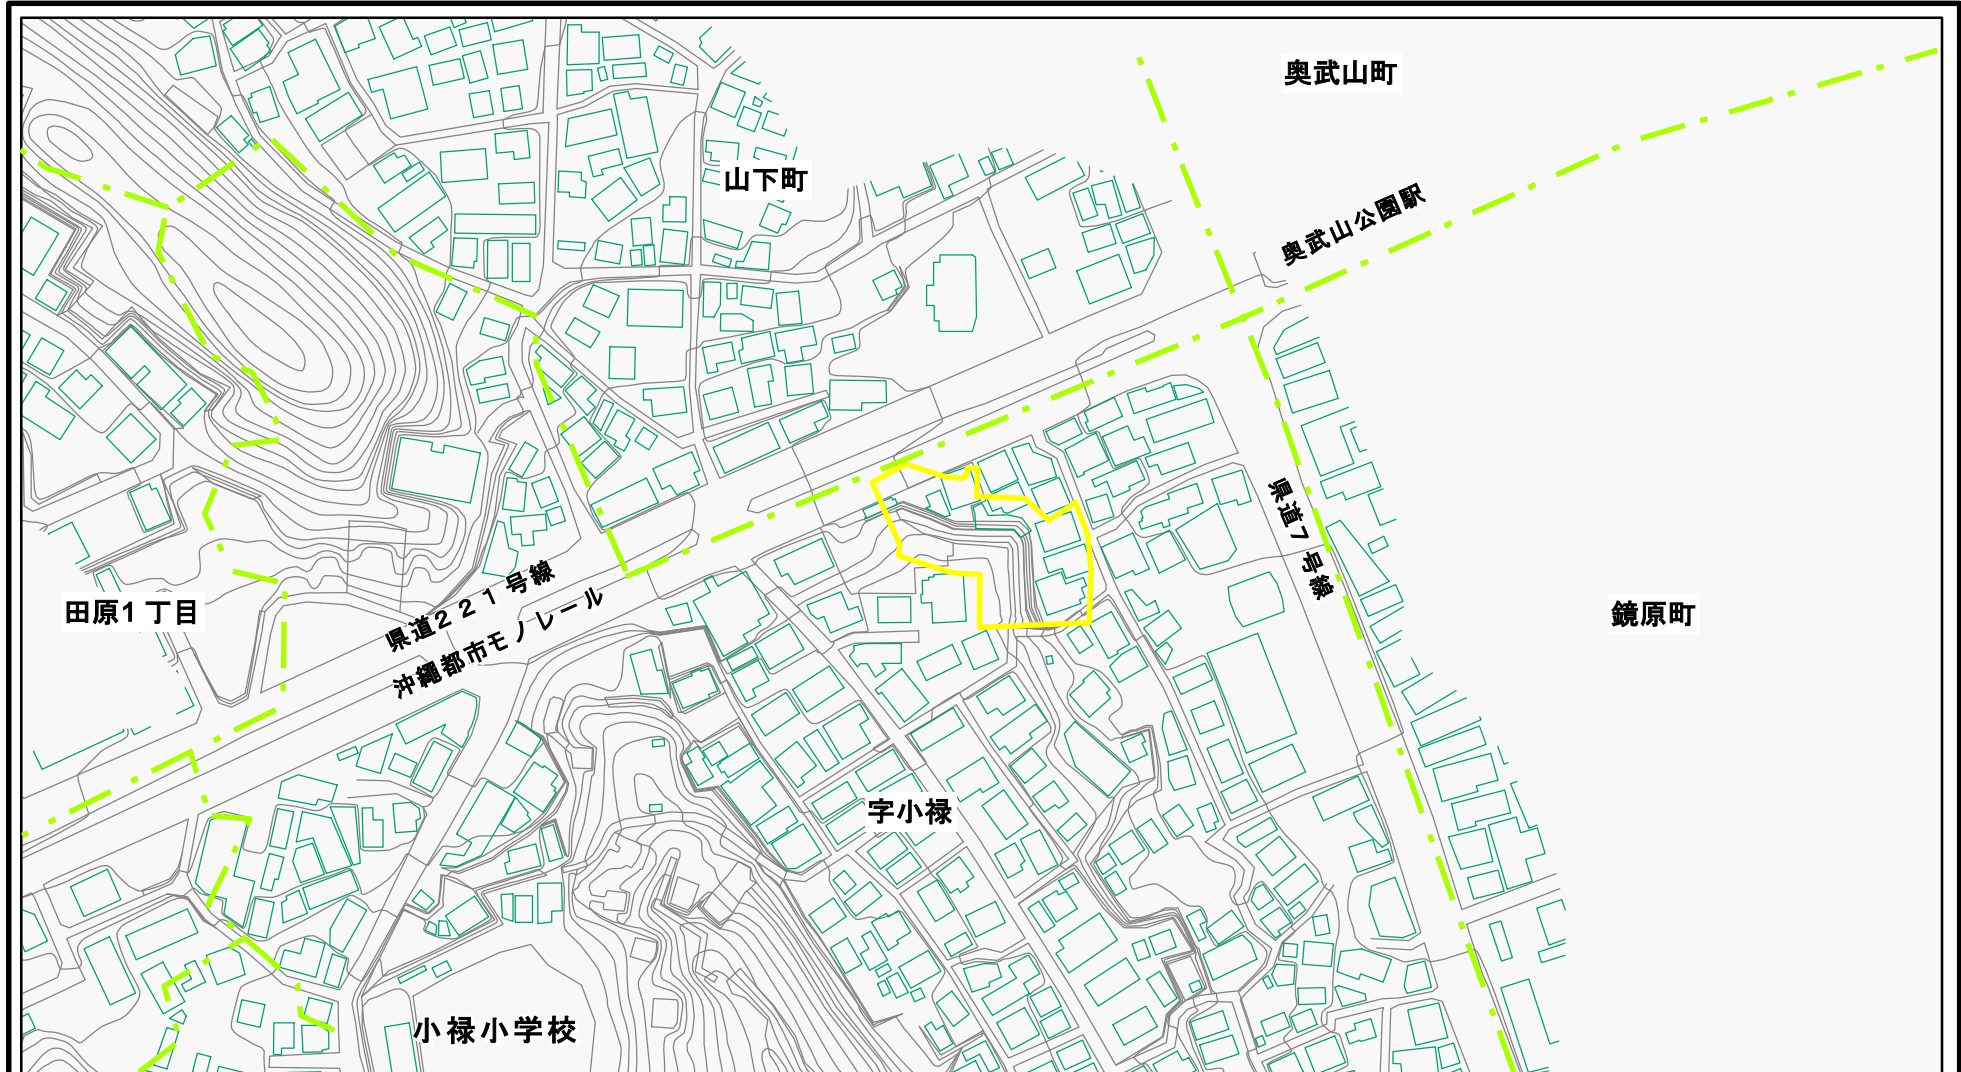 奥武山町
山下町
奥武山公園駅
県道7号線
県道221号線
沖縄都市モノレール
田原1丁目
鏡原町
字小禄
小禄小学校